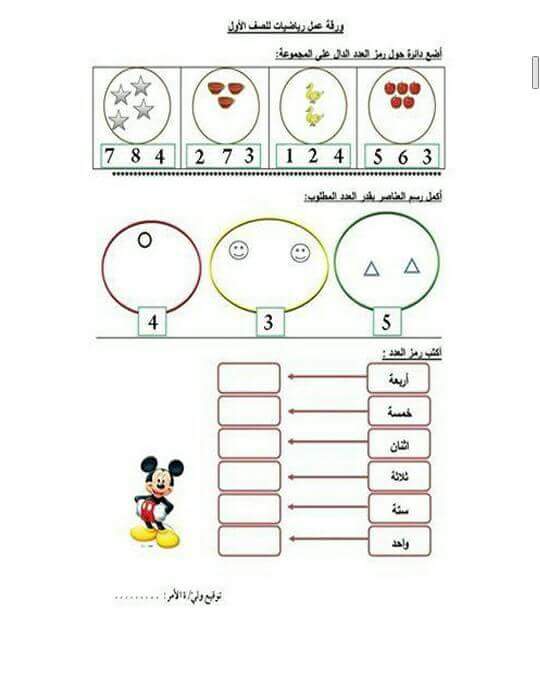 ورقة عمل رياضيات للصف الأول
أضع دائرة حول رمز العدد الدال على المجموعة:
5 6 3
1 2 4
2 7 3
7 8 4
أكمل رسم العناصر بقدر العدد المطلوب:
5
3
4
أكتب رمز العدد :
أربعة
خمسة
اثنان
ثلاثة
ستة
واحد
توقيع وليّ/ة الأمر: .........